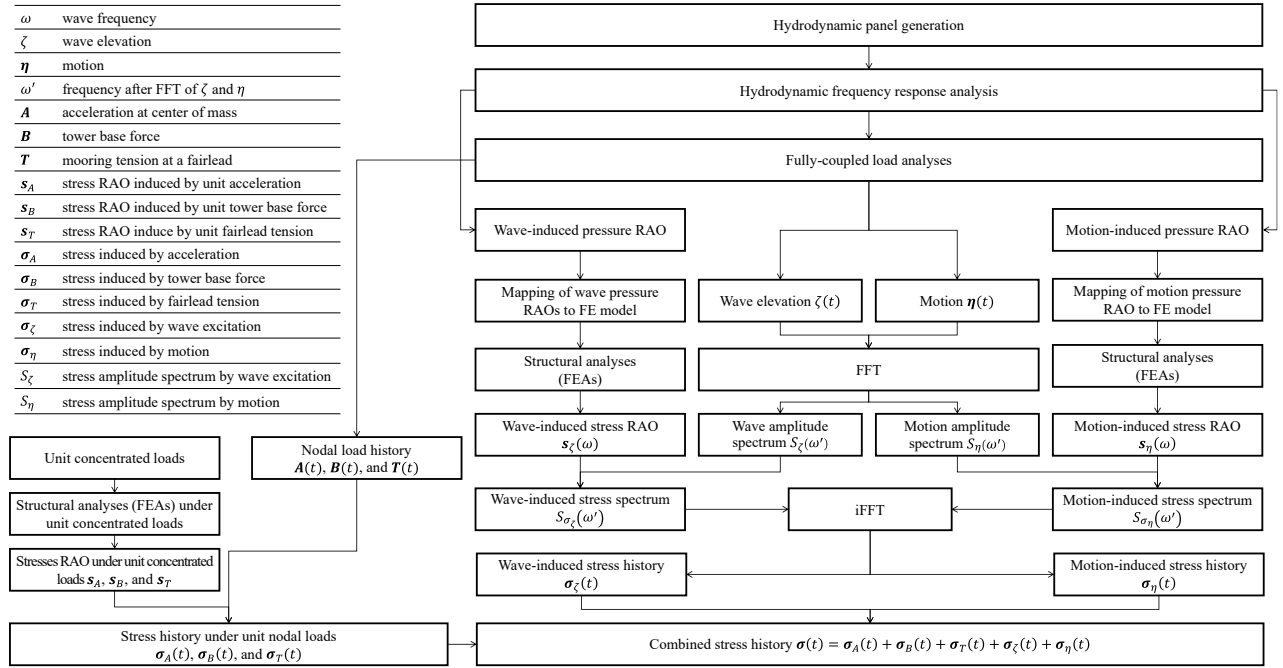 ω wave frequency
ζ wave elevation
η motion
ω′ frequency after FFT of ζ and η
A acceleration at center of mass
B tower base force
T mooring tension at a fairlead
s_A stress RAO induced by unit acceleration
s_B stress RAO induced by unit tower base force
s_T stress RAO induce by unit fairlead tension
σ_A stress induced by acceleration
σ_B stress induced by tower base force
σ_T stress induced by fairlead tension
σ_ζ stress induced by wave excitation
σ_η stress induced by motion
S_ζ stress amplitude spectrum by wave excitation
S_η stress amplitude spectrum by motion
Hydrodynamic panel generation
Hydrodynamic frequency response analysis
Fully-coupled load analyses
Wave-induced pressure RAO
Motion-induced pressure RAO
Mapping of wave pressure
RAOs to FE model
Wave elevation ζ(t)
Motion η(t)
Mapping of motion pressure
RAO to FE model
Structural analyses
(FEAs)
FFT
Structural analyses
(FEAs)
Wave-induced stress RAO
s_ζ(ω)
Wave amplitude
spectrum S_ζ(ω′)
Motion amplitude
spectrum S_η(ω′)
Motion-induced stress RAO
s_η(ω)
Unit concentrated loads
Nodal load history
A(t), B(t), and T(t)
Structural analyses (FEAs) under
unit concentrated loads
Wave-induced stress spectrum
S_σ_ζ(ω′)
iFFT
Motion-induced stress spectrum
S_σ_η(ω′)
Stresses RAO under unit concentrated
loads s_A, s_B, and s_T
Wave-induced stress history
σ_ζ(t)
Motion-induced stress history
σ_η(t)
Stress history under unit nodal loads
σ_A(t), σ_B(t), and σ_T(t)
Combined stress history σ(t) = σ_A(t) + σ_B(t) + σ_T(t) + σ_ζ(t) + σ_η(t)